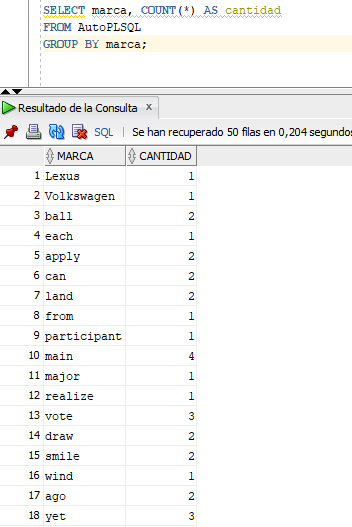 SELECT marca, COUNT(*) AS cantidad
FROM AutoPLSQL
GROUP BY marca;
Resultado de la Consulta x
SQL | Se han recuperado 50 filas en 0,204 segundos
MARCA CANTIDAD
1 Lexus 1
2 Volkswagen 1
3 ball 2
4 each 1
5 apply 2
6 can 2
7 land 2
8 from 1
9 participant 1
10 main 4
11 major 1
12 realize 1
13 vote 3
14 draw 2
15 smile 2
16 wind 1
17 ago 2
18 yet 3